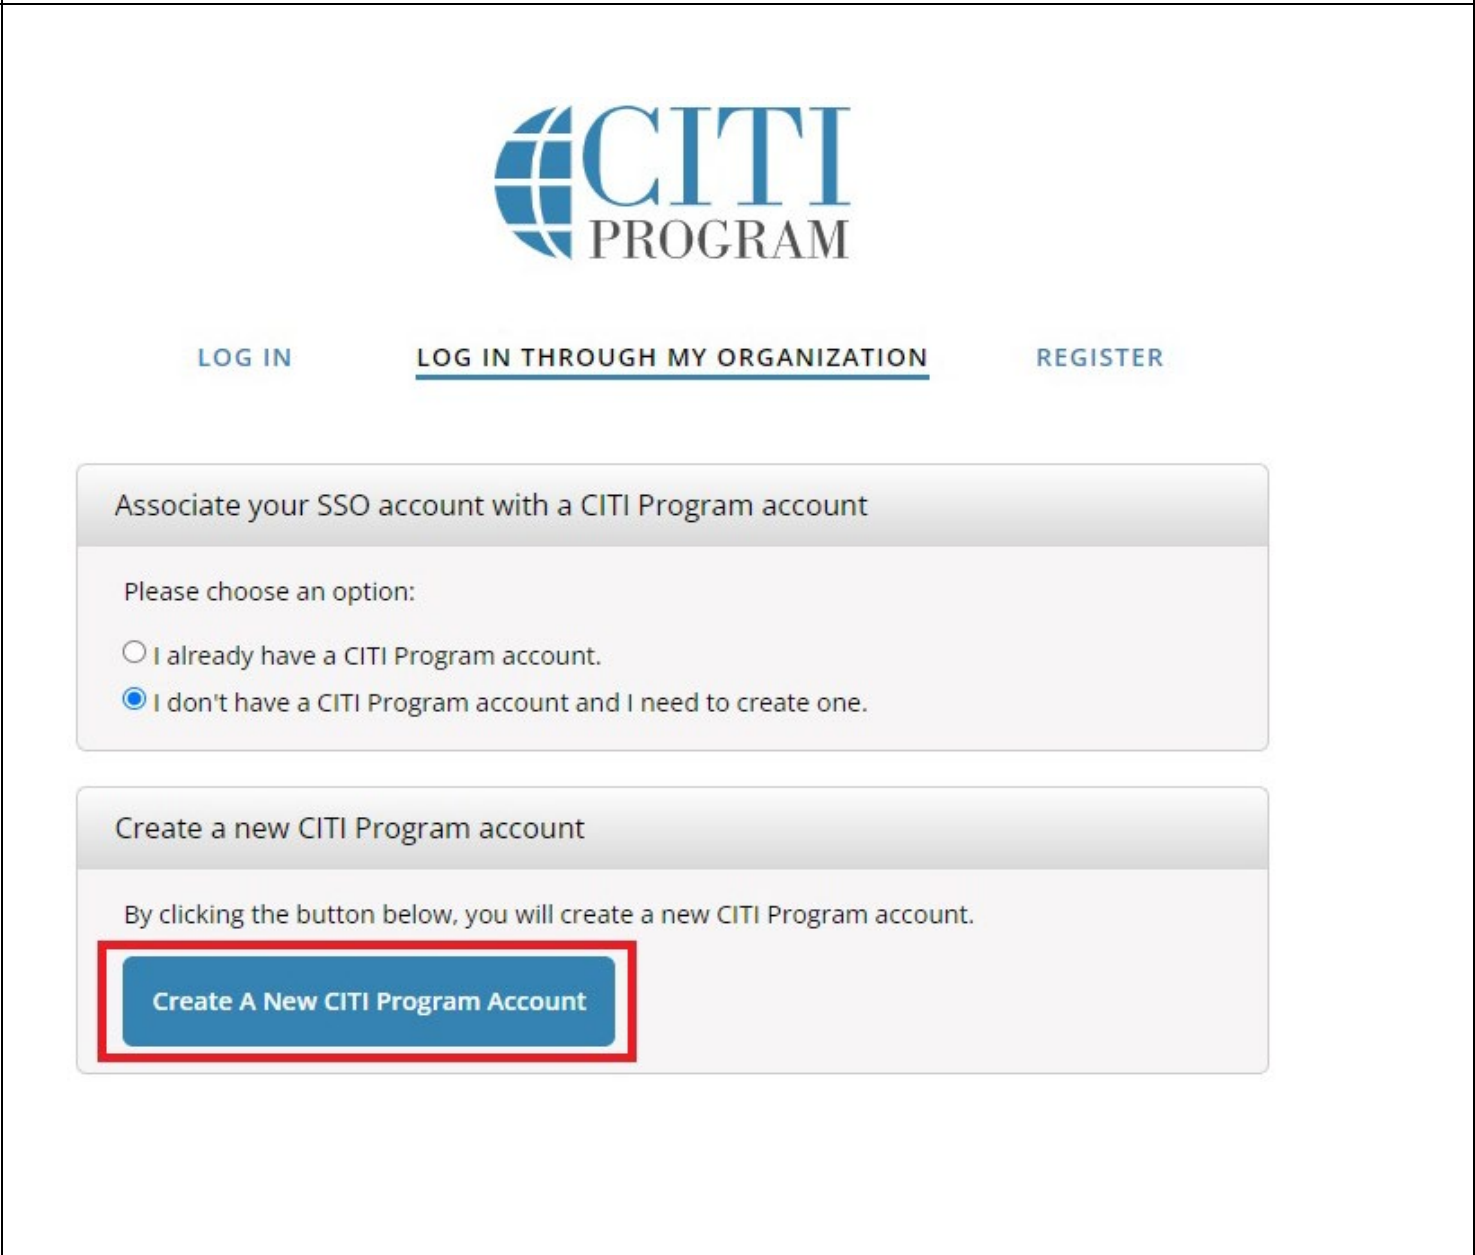 CITI
PROGRAM
LOG IN LOG IN THROUGH MY ORGANIZATION REGISTER
Associate your SSO account with a CITI Program account
Please choose an option:
I already have a CITI Program account.
I don't have a CITI Program account and I need to create one.
Create a new CITI Program account
By clicking the button below, you will create a new CITI Program account.
Create A New CITI Program Account